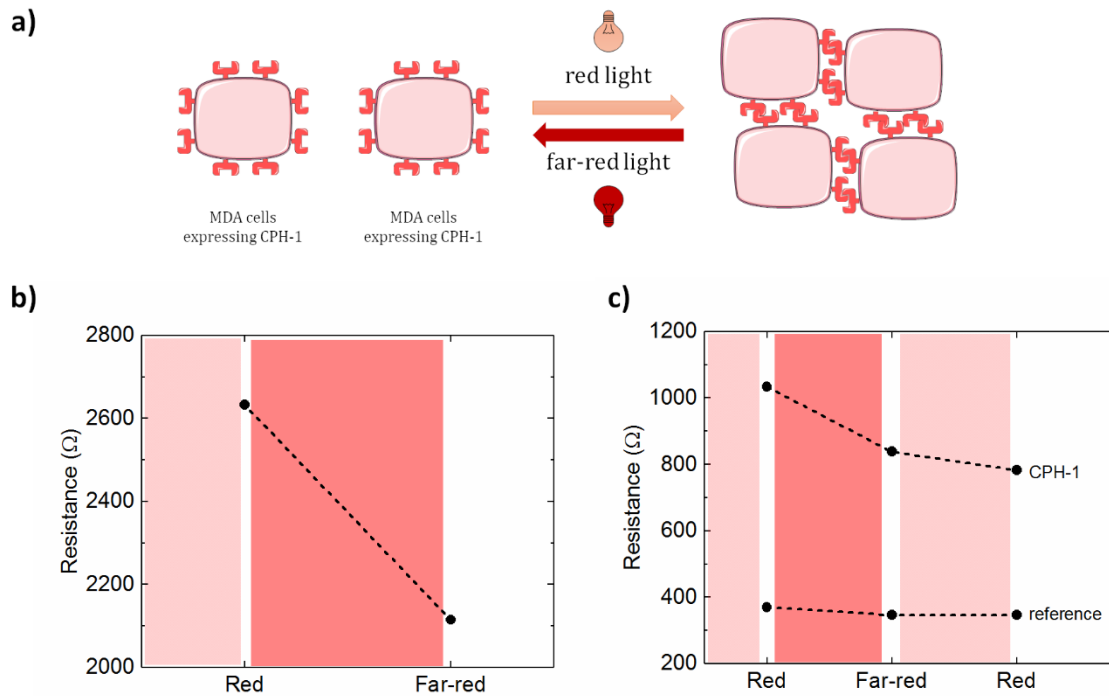 a)
red light
far-red light
MDA cells
expressing CPH-1
MDA cells
expressing CPH-1
b)
2800
2600
2400
2200
2000
Resistance (Ω)
Red
Far-red
c)
1200
1000
800
600
400
200
Resistance (Ω)
CPH-1
reference
Red
Far-red
Red